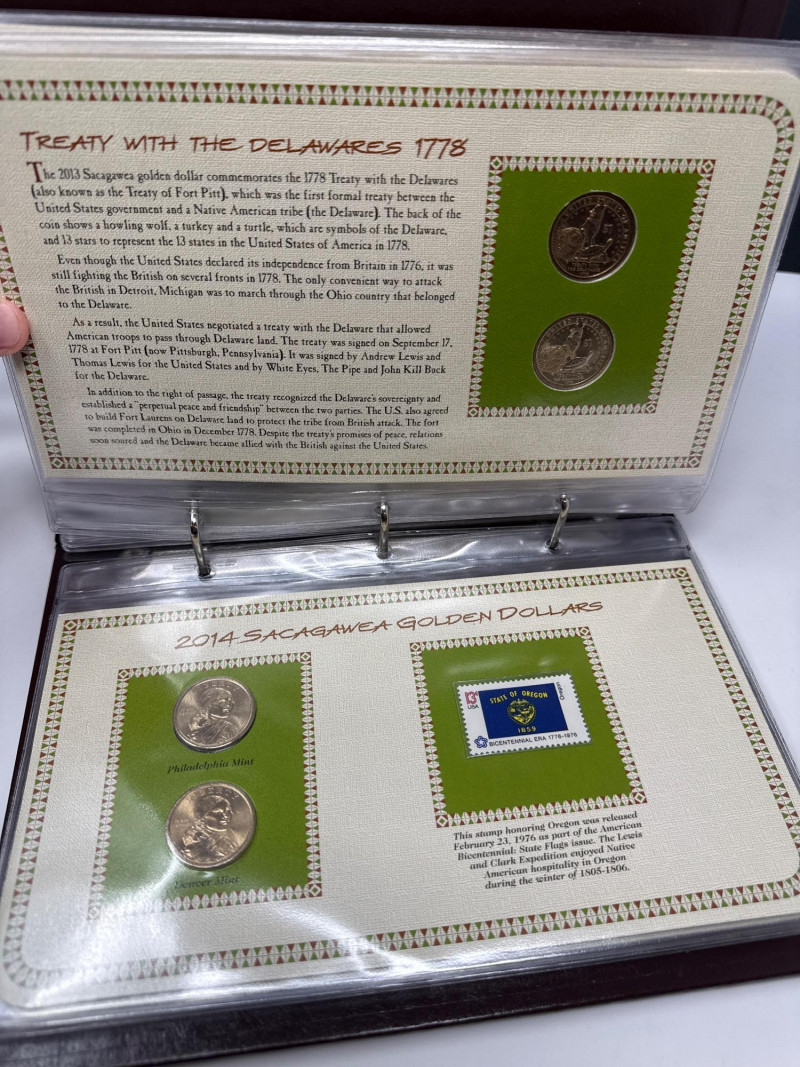 TREATY WITH THE DELAWARES 1778
The 2013 Sacagawea golden dollar commemorates the 1778 Treaty with the Delawares
(also known as the Treaty of Fort Pitt), which was the first formal treaty between the
United States government and a Native American tribe (the Delaware). The back of the
coin shows a howling wolf, a turkey and a turtle, which are symbols of the Delaware,
and 13 stars to represent the 13 states in the United States of America in 1778.
Even though the United States declared its independence from Britain in 1776, it was
still fighting the British on several fronts in 1778. The only convenient way to attack
the British in Detroit, Michigan was to march through the Ohio country that belonged
to the Delaware.
As a result, the United States negotiated a treaty with the Delaware that allowed
American troops to pass through Delaware land. The treaty was signed on September 17,
1778 at Fort Pitt (now Pittsburgh, Pennsylvania). It was signed by Andrew Lewis and
Thomas Lewis for the United States and by White Eyes, The Pipe and John Kill Buck
for the Delaware.
In addition to the right of passage, the treaty recognized the Delaware's sovereignty and
established a "perpetual peace and friendship" between the two parties. The U.S. also agreed
to build Fort Laurens on Delaware land to protect the tribe from British attack. The fort
was completed in Ohio in December 1778. Despite the treaty's promises of peace, relations
soon soured and the Delaware became allied with the British against the United States.
2014 SACAGAWEA GOLDEN DOLLARS
Philadelphia Mint
Denver Mint
13¢
USA
STATE OF OREGON
1859
OREGON
BICENTENNIAL ERA 1776-1976
This stamp honoring Oregon was released
February 23, 1976 as part of the American
Bicentennial: State Flags issue. The Lewis
and Clark Expedition enjoyed Native
American hospitality in Oregon
during the winter of 1805-1806.